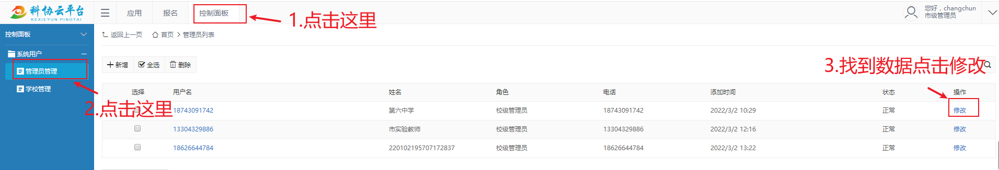 科协云平台
KEXIEYUN PINGTAI
应用 报名 控制面板
1.点击这里
您好，changchun
市级管理员
控制面板
返回上一页 首页 > 管理员列表
系统用户
管理员管理
学校管理
2.点击这里
新增 全选 删除
3.找到数据点击修改
选择 用户名 姓名 角色 电话 添加时间 状态 操作
18743091742 第六中学 校级管理员 18743091742 2022/3/2 10:29 正常 修改
13304329886 市实验教师 校级管理员 13304329886 2022/3/2 12:16 正常 修改
18626644784 220102195707172837 校级管理员 18626644784 2022/3/2 13:22 正常 修改